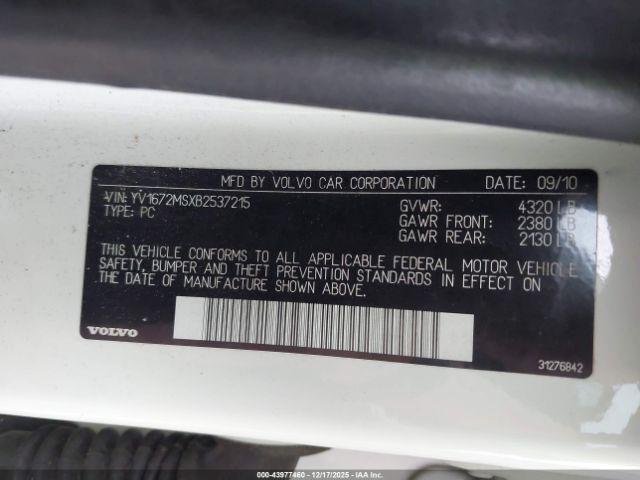 MFD BY VOLVO CAR CORPORATION DATE: 09/10
VIN: YV1672MSXB2537215
TYPE: PC
GVWR: 4320 LB
GAWR FRONT: 2380 LB
GAWR REAR: 2130 LB
THIS VEHICLE CONFORMS TO ALL APPLICABLE FEDERAL MOTOR VEHICLE
SAFETY, BUMPER AND THEFT PREVENTION STANDARDS IN EFFECT ON
THE DATE OF MANUFACTURE SHOWN ABOVE.
VOLVO
31276842
000-43977460 - 12/17/2025 - PA - PHILADELPHIA